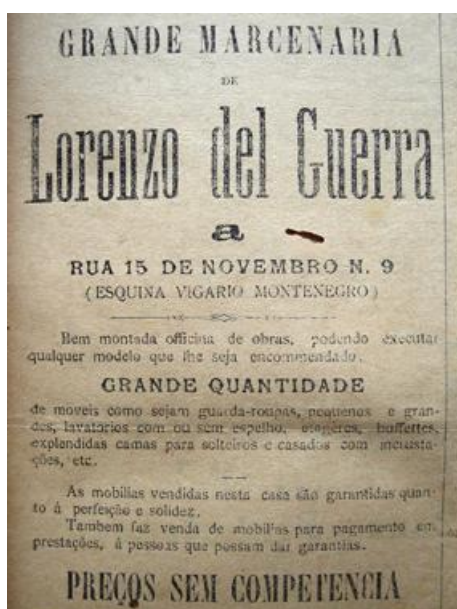 GRANDE MARCENARIA
DE
Lorenzo del Guerra
a
RUA 15 DE NOVEMBRO N. 9
(ESQUINA VIGARIO MONTENEGRO)
Bem montada officina de obras, podendo executar
qualquer modelo que lhe seja encommendado.
GRANDE QUANTIDADE
de moveis como sejam guarda-roupas, pequenos e gran-
des, lavatorios com ou sem espelho, etagères, buffettes,
explendidas camas para solteiros e casados com incrusta-
ções, etc.
As mobilias vendidas nesta casa são garantidas quan-
to á perfeição e solidez.
Tambem faz venda de mobilias para pagamento em
prestações, á pessoas que possam dar garantias.
PREÇOS SEM COMPETENCIA